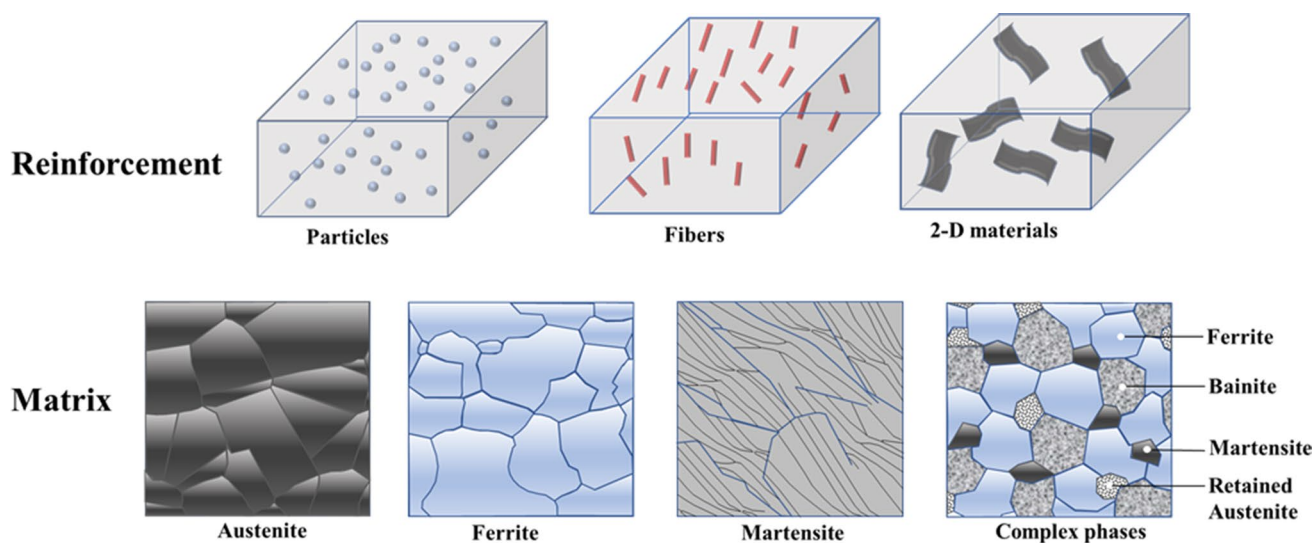 Reinforcement
Particles
Fibers
2-D materials
Matrix
Austenite
Ferrite
Martensite
Complex phases
Ferrite
Bainite
Martensite
Retained
Austenite